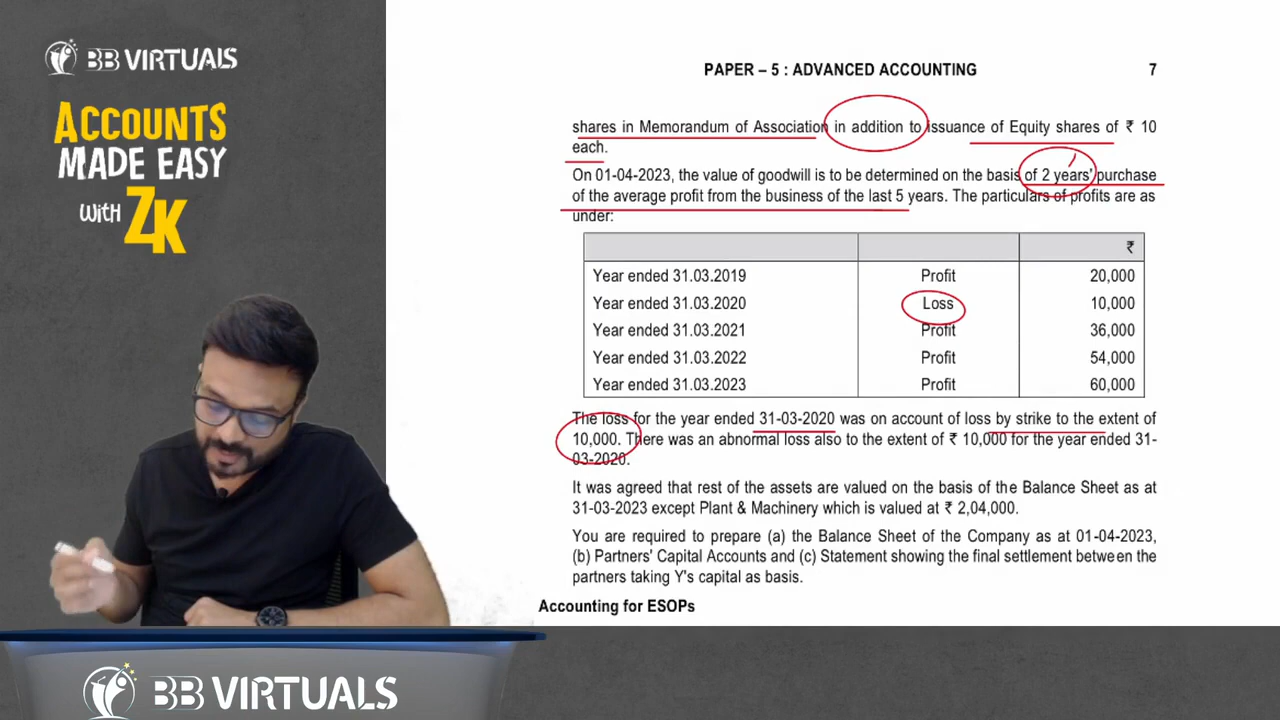 BB VIRTUALS
ACCOUNTS
MADE EASY
WITH ZK
PAPER – 5 : ADVANCED ACCOUNTING 7
shares in Memorandum of Association in addition to issuance of Equity shares of ₹ 10
each.
On 01-04-2023, the value of goodwill is to be determined on the basis of 2 years' purchase
of the average profit from the business of the last 5 years. The particulars of profits are as
under:
₹
Year ended 31.03.2019 Profit 20,000
Year ended 31.03.2020 Loss 10,000
Year ended 31.03.2021 Profit 36,000
Year ended 31.03.2022 Profit 54,000
Year ended 31.03.2023 Profit 60,000
The loss for the year ended 31-03-2020 was on account of loss by strike to the extent of
10,000. There was an abnormal loss also to the extent of ₹ 10,000 for the year ended 31-
03-2020.
It was agreed that rest of the assets are valued on the basis of the Balance Sheet as at
31-03-2023 except Plant & Machinery which is valued at ₹ 2,04,000.
You are required to prepare (a) the Balance Sheet of the Company as at 01-04-2023,
(b) Partners' Capital Accounts and (c) Statement showing the final settlement between the
partners taking Y's capital as basis.
Accounting for ESOPs
BB VIRTUALS